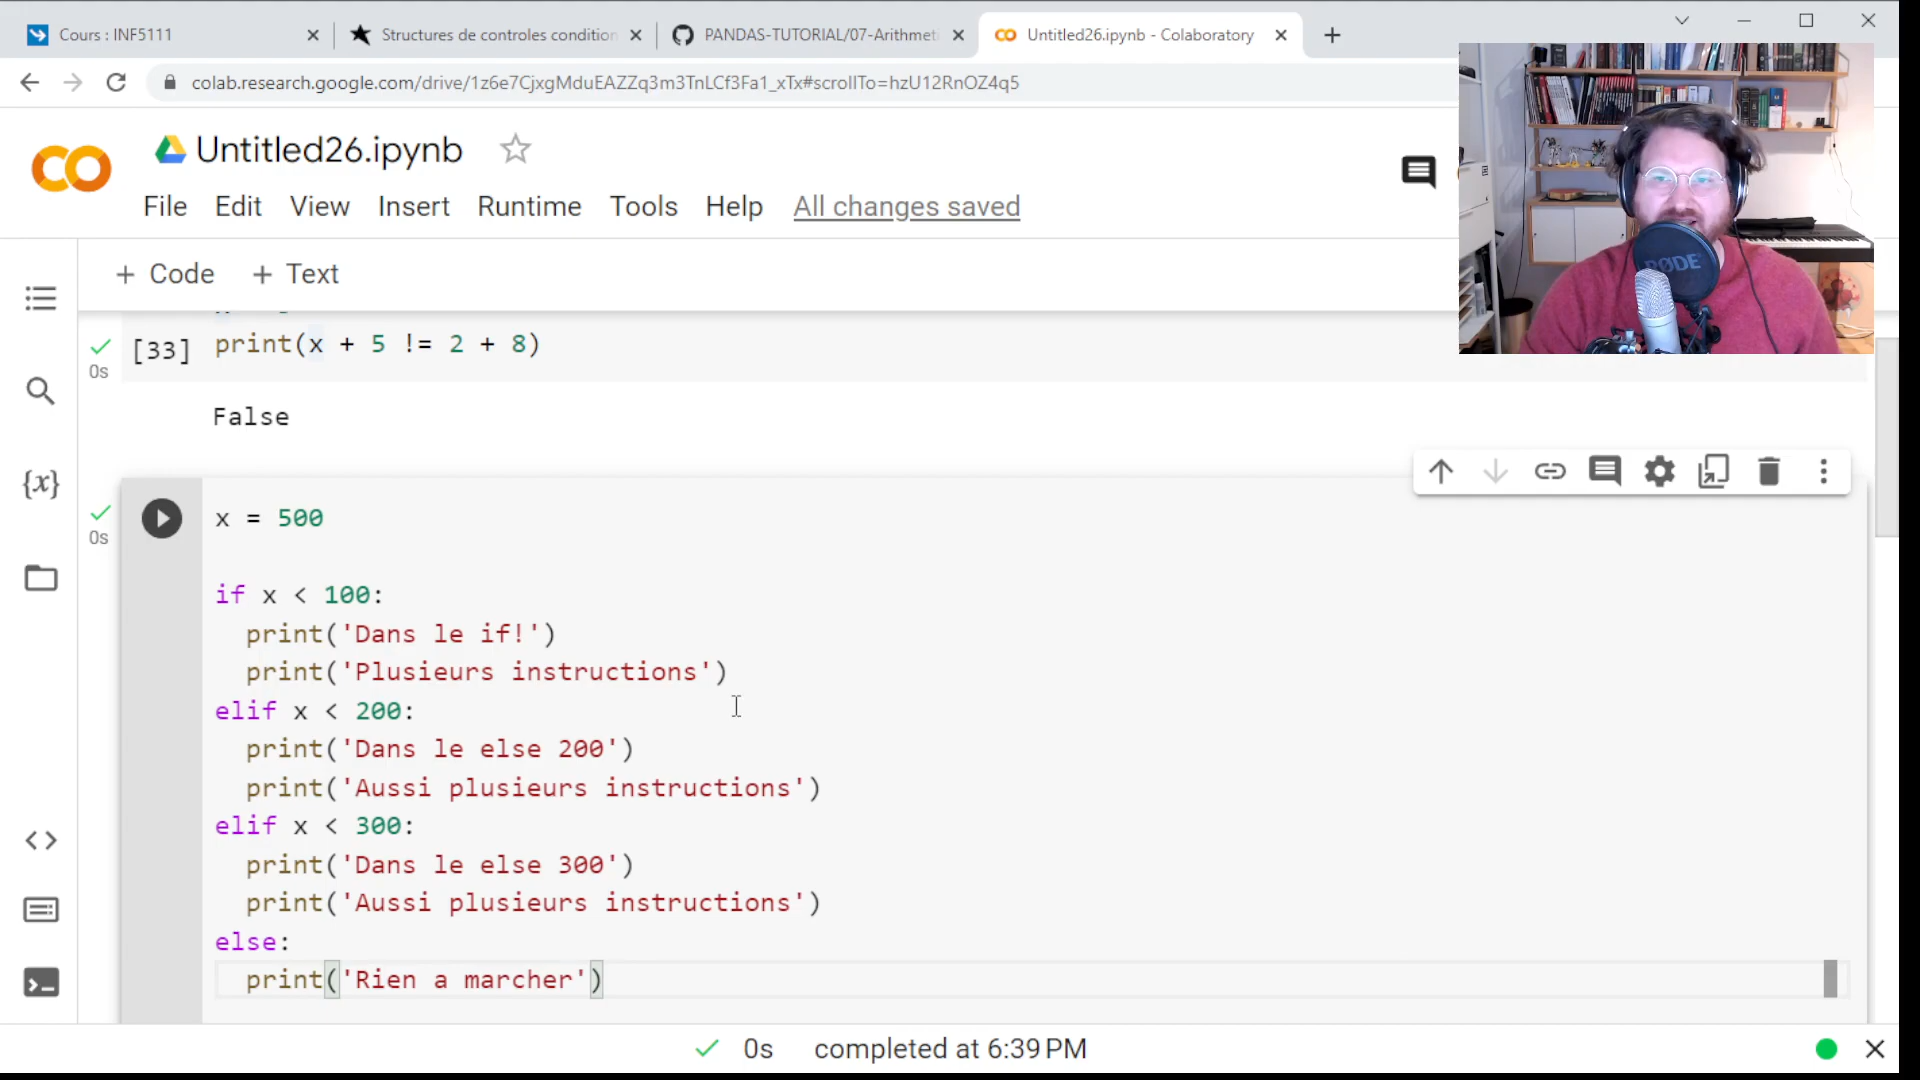 Cours : INF5111
Structures de controles condition
PANDAS-TUTORIAL/07-Arithmeti
Untitled26.ipynb - Colaboratory
colab.research.google.com/drive/1z6e7CjxgMduEAZZq3m3TnLCf3Fa1_xTx#scrollTo=hzU12RnOZ4q5
Untitled26.ipynb
File Edit View Insert Runtime Tools Help All changes saved
+ Code + Text
0s [33] print(x + 5 != 2 + 8)
False
0s
x = 500
if x < 100:
print('Dans le if!')
print('Plusieurs instructions')
elif x < 200:
print('Dans le else 200')
print('Aussi plusieurs instructions')
elif x < 300:
print('Dans le else 300')
print('Aussi plusieurs instructions')
else:
print('Rien a marcher')
0s completed at 6:39 PM
RØDE